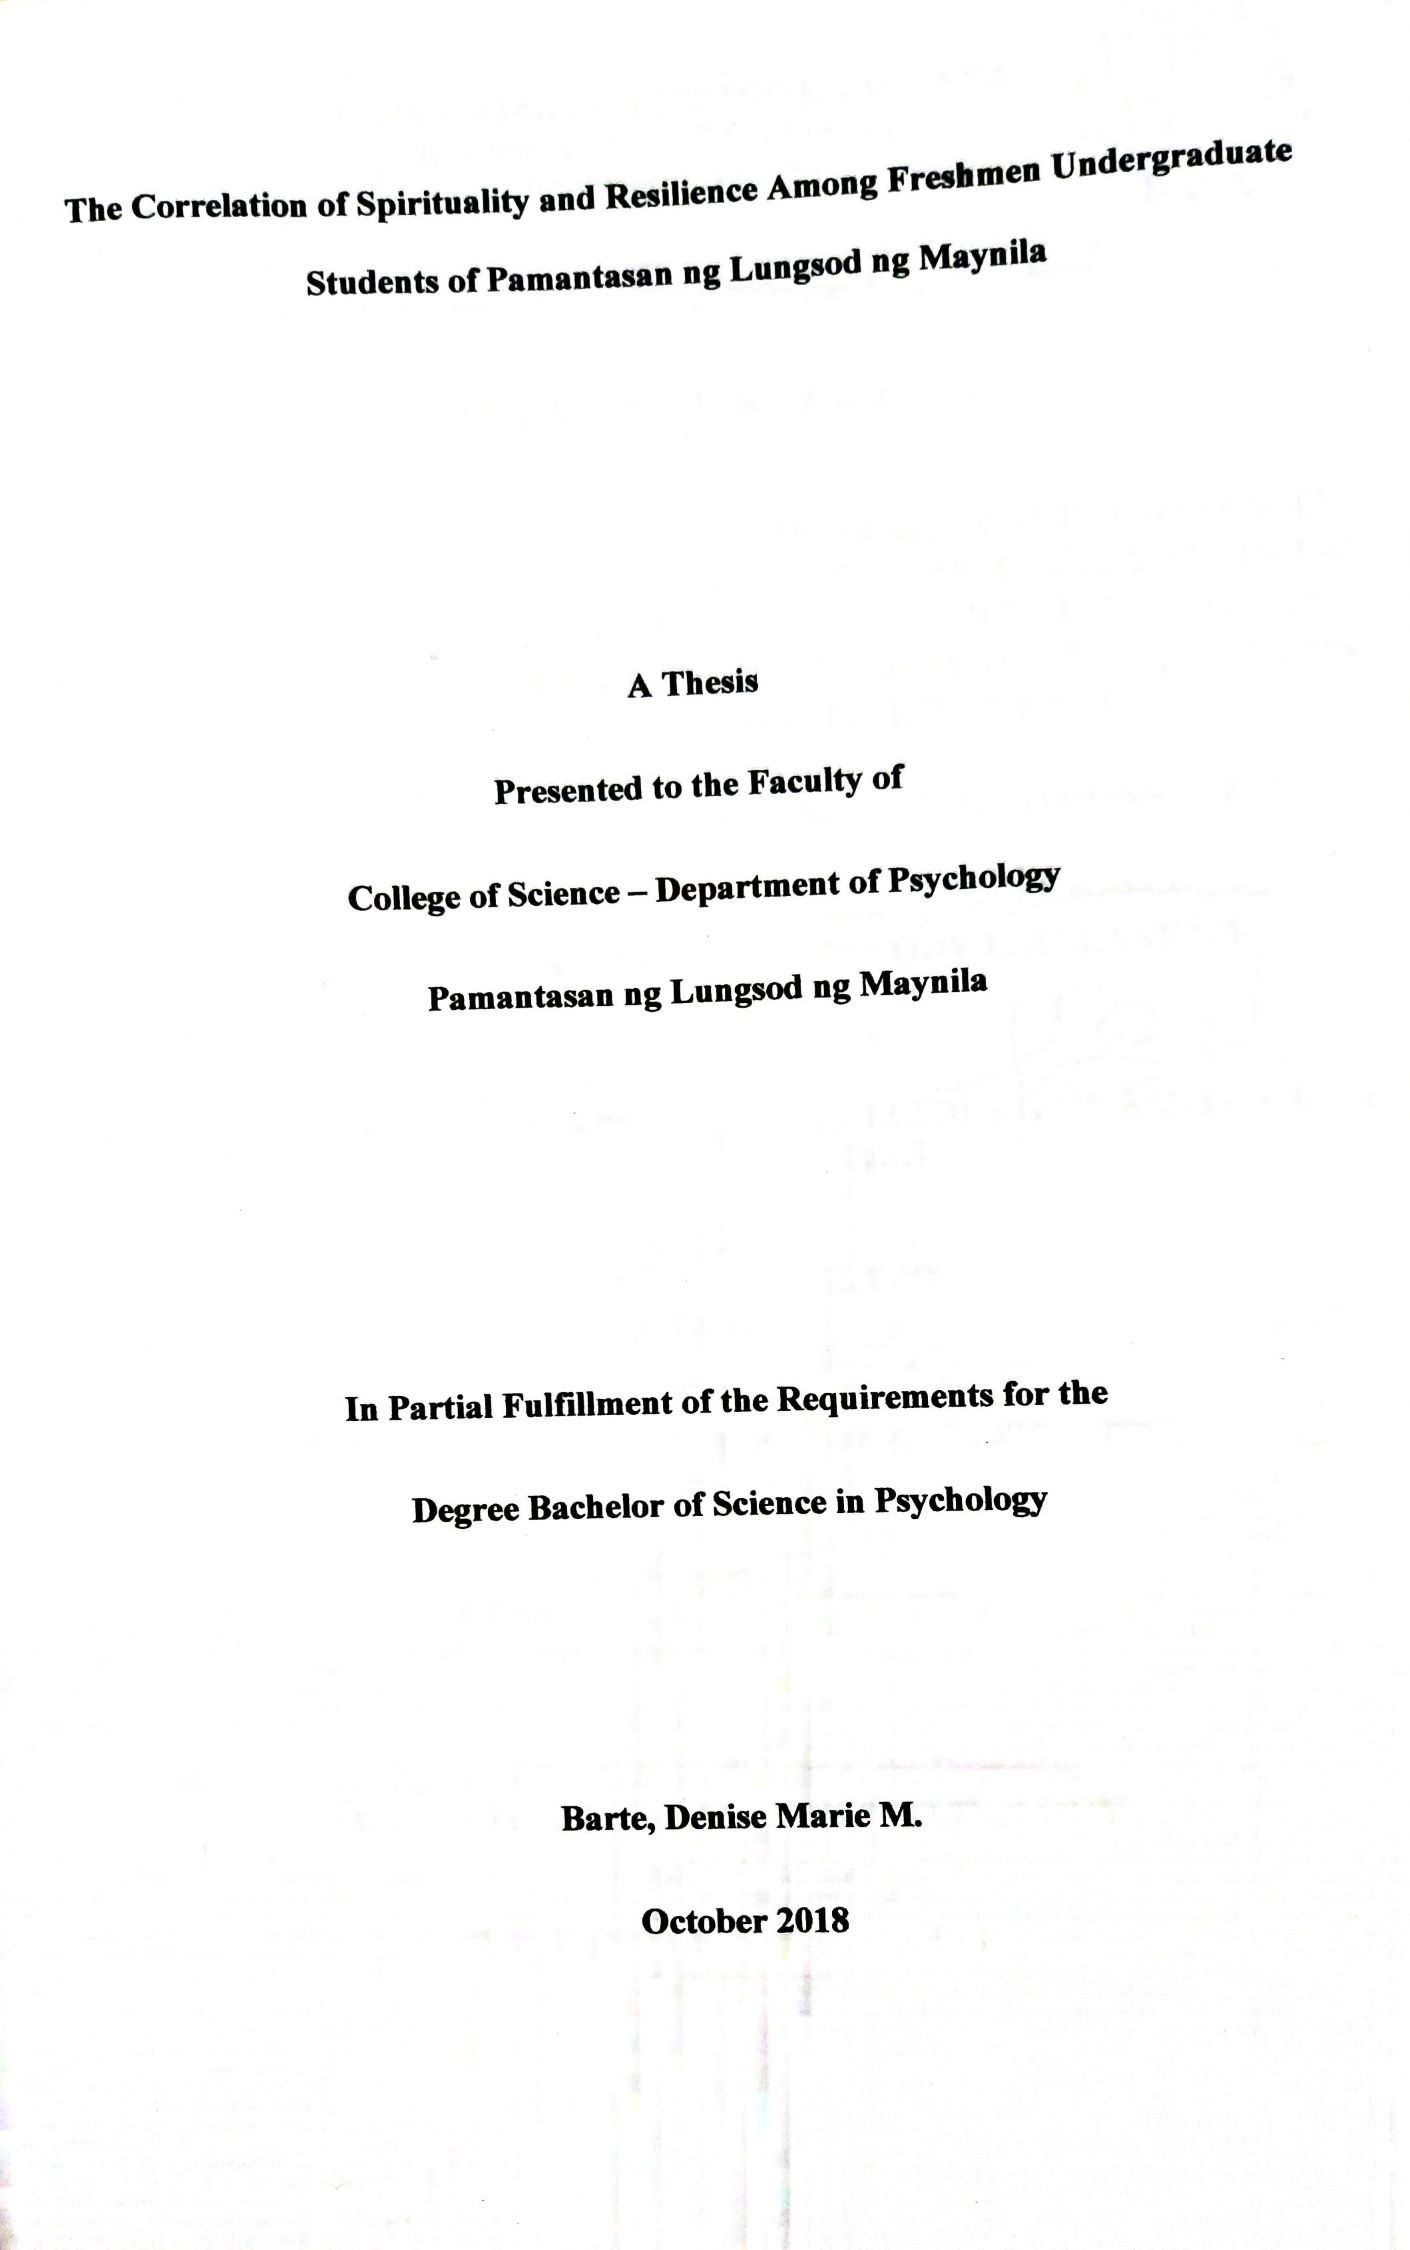 The Correlation of Spirituality and Resilience Among Freshmen Undergraduate
Students of Pamantasan ng Lungsod ng Maynila
A Thesis
Presented to the Faculty of
College of Science – Department of Psychology
Pamantasan ng Lungsod ng Maynila
In Partial Fulfillment of the Requirements for the
Degree Bachelor of Science in Psychology
Barte, Denise Marie M.
October 2018